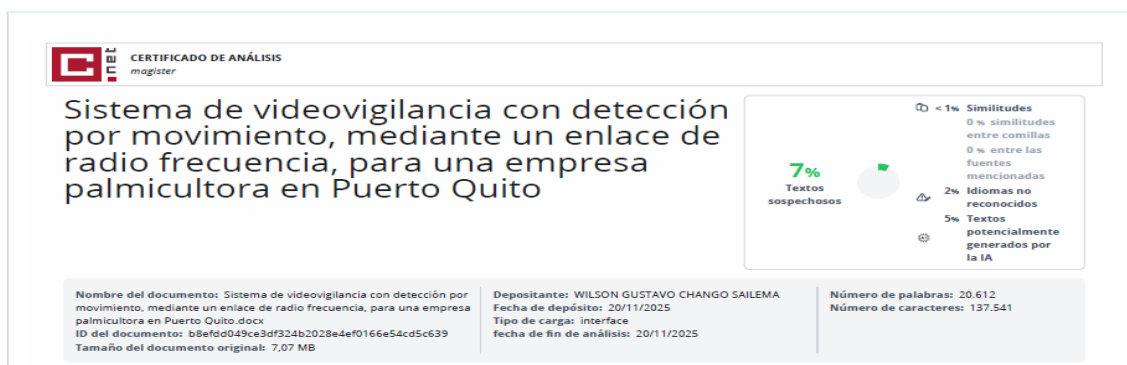 C .net
CERTIFICADO DE ANÁLISIS
magister
Sistema de videovigilancia con detección
por movimiento, mediante un enlace de
radio frecuencia, para una empresa
palmicultora en Puerto Quito
7%
Textos
sospechosos
< 1% Similitudes
0 % similitudes
entre comillas
0 % entre las
fuentes
mencionadas
2% Idiomas no
reconocidos
5% Textos
potencialmente
generados por
la IA
Nombre del documento: Sistema de videovigilancia con detección por
movimiento, mediante un enlace de radio frecuencia, para una empresa
palmicultora en Puerto Quito.docx
ID del documento: b8efdd049ce3df324b2028e4ef0166e54cd5c639
Tamaño del documento original: 7,07 MB
Depositante: WILSON GUSTAVO CHANGO SAILEMA
Fecha de depósito: 20/11/2025
Tipo de carga: interface
fecha de fin de análisis: 20/11/2025
Número de palabras: 20.612
Número de caracteres: 137.541